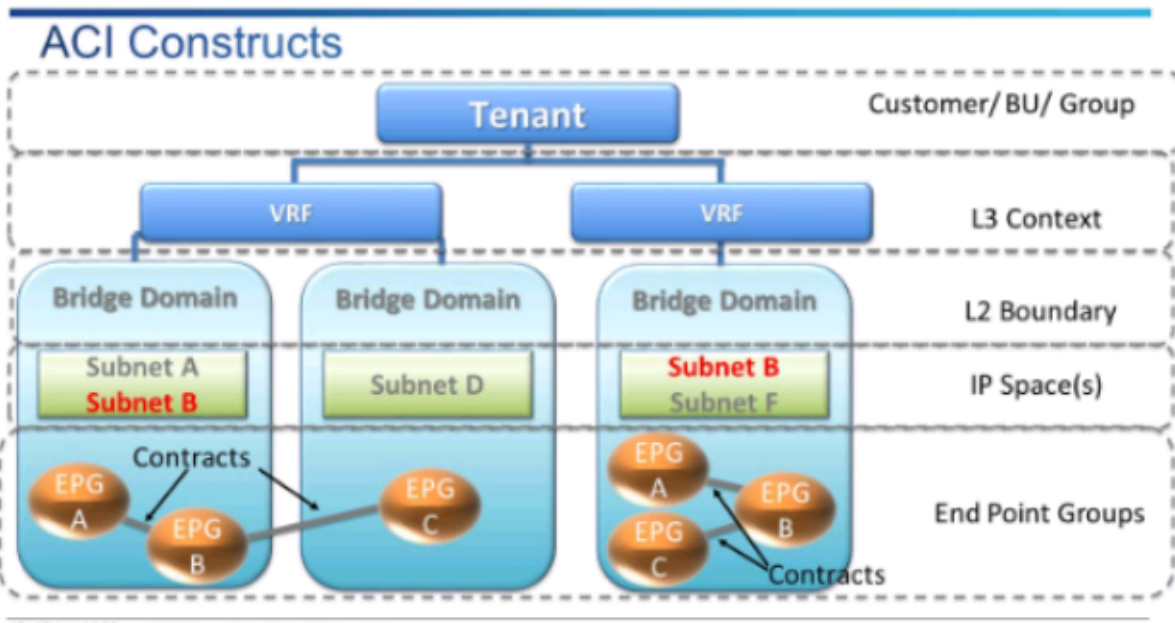 ACI Constructs
Tenant
Customer/ BU/ Group
VRF
VRF
L3 Context
Bridge Domain
Bridge Domain
Bridge Domain
L2 Boundary
Subnet A
Subnet B
Subnet D
Subnet B
Subnet F
IP Space(s)
Contracts
EPG
A
EPG
B
EPG
C
EPG
A
EPG
B
EPG
C
Contracts
End Point Groups